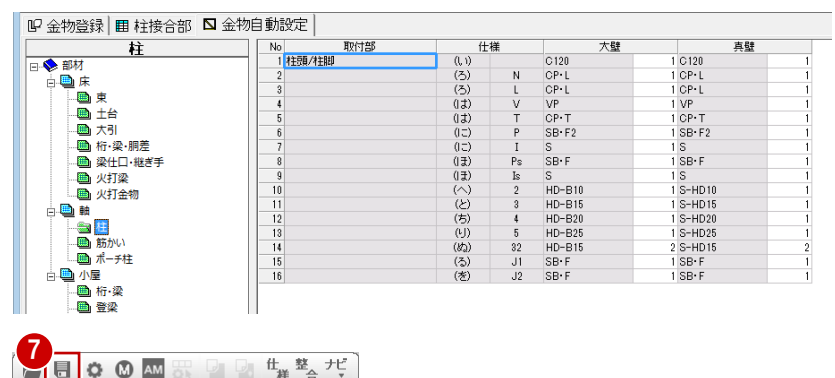 金物登録 柱接合部 金物自動設定
柱
部材
床
束
土台
大引
桁・梁・胴差
梁仕口・継ぎ手
火打梁
火打金物
軸
柱
筋かい
ポーチ柱
小屋
桁・梁
登梁
No 取付部 仕様 大壁 真壁
1 柱頭/柱脚 (い) C120 1 C120 1
2 (ろ) N CP・L 1 CP・L 1
3 (ろ) L CP・L 1 CP・L 1
4 (は) V VP 1 VP 1
5 (は) T CP・T 1 CP・T 1
6 (に) P SB・F2 1 SB・F2 1
7 (に) I S 1 S 1
8 (ほ) Ps SB・F 1 SB・F 1
9 (ほ) Is S 1 S 1
10 (へ) 2 HD-B10 1 S-HD10 1
11 (と) 3 HD-B15 1 S-HD15 1
12 (ち) 4 HD-B20 1 S-HD20 1
13 (り) 5 HD-B25 1 S-HD25 1
14 (ぬ) 32 HD-B15 2 S-HD15 2
15 (る) J1 SB・F 1 SB・F 1
16 (を) J2 SB・F 1 SB・F 1
7
M AM 仕様 整合 ナビ